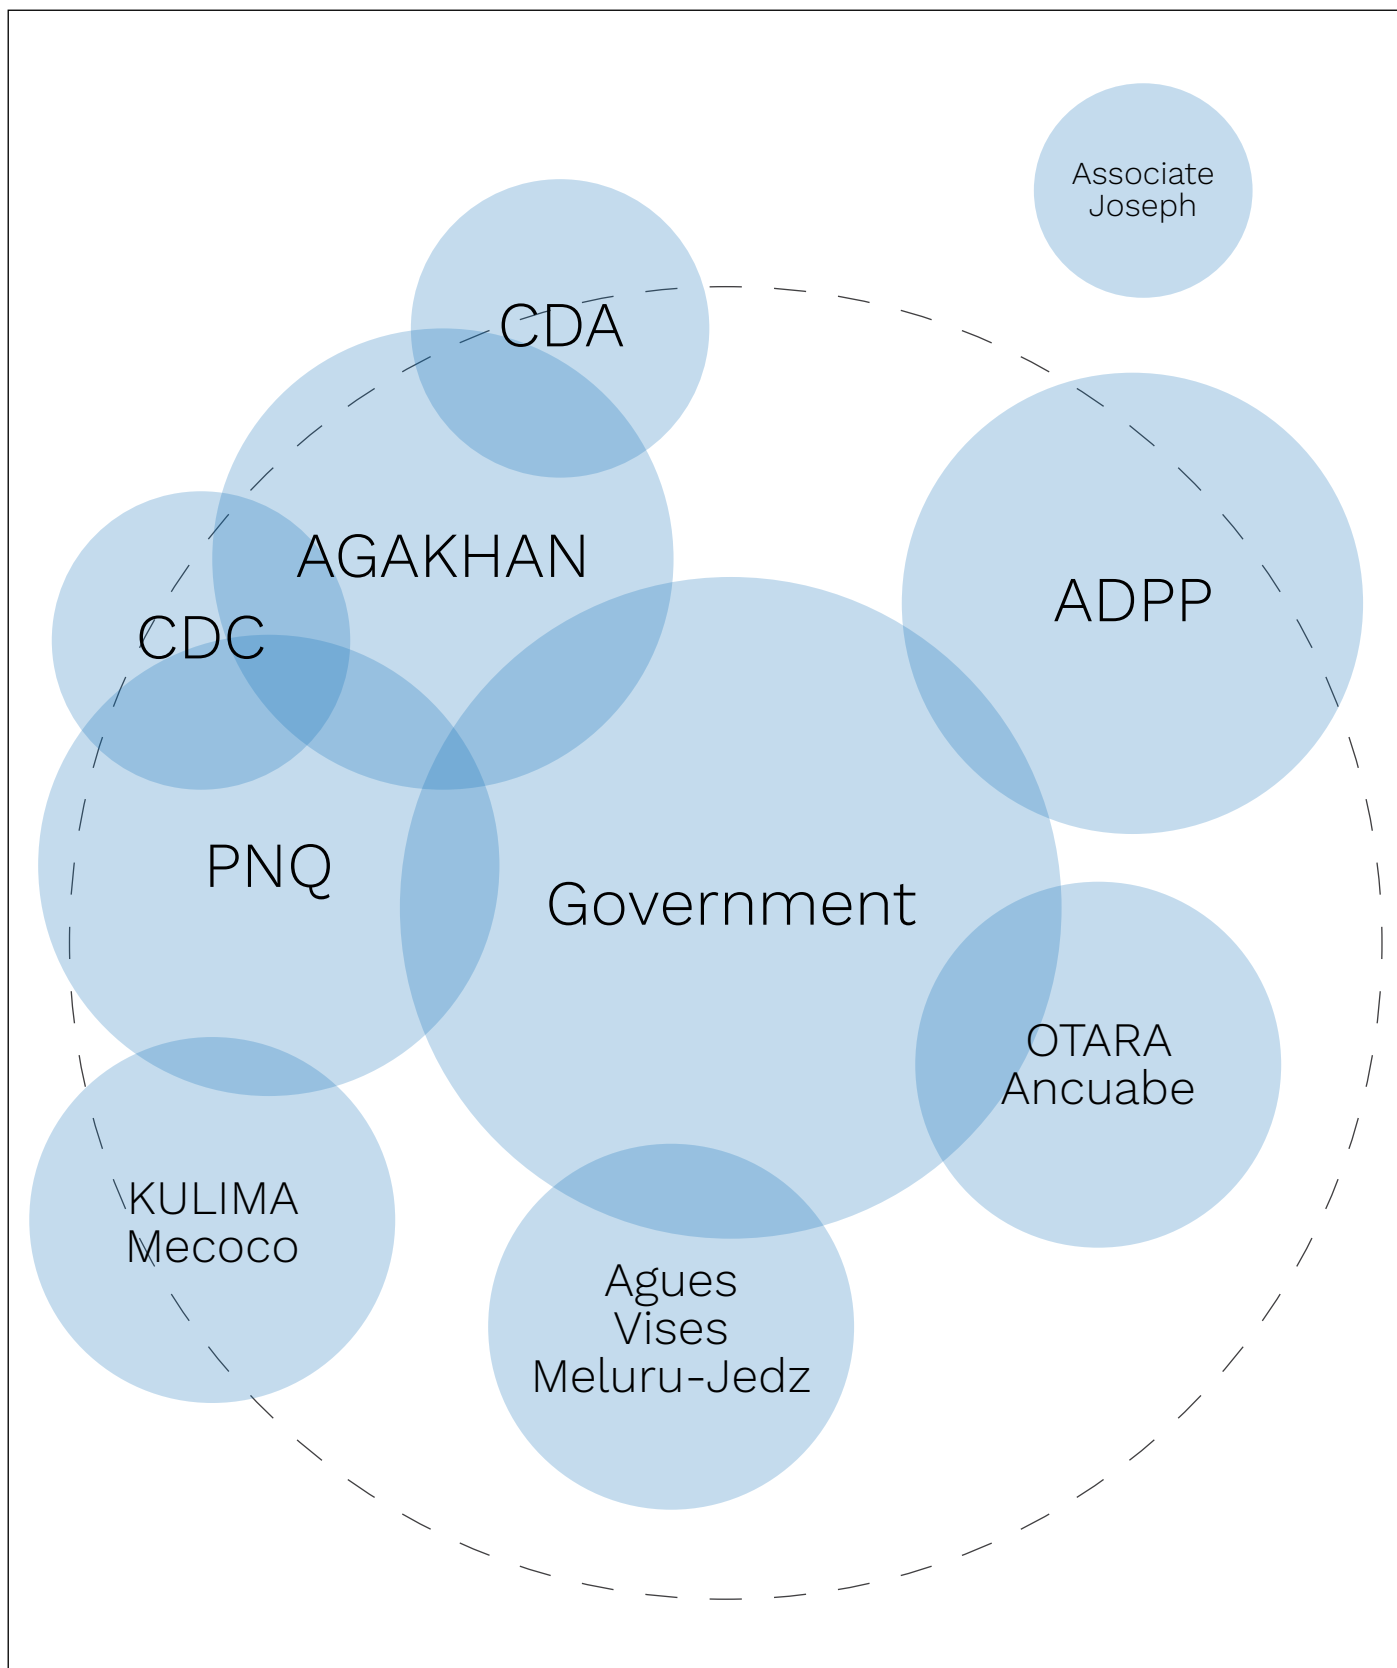 Associate
Joseph
CDA
AGAKHAN
ADPP
CDC
PNQ
Government
OTARA
Ancuabe
KULIMA
Mecoco
Agues
Vises
Meluru-Jedz